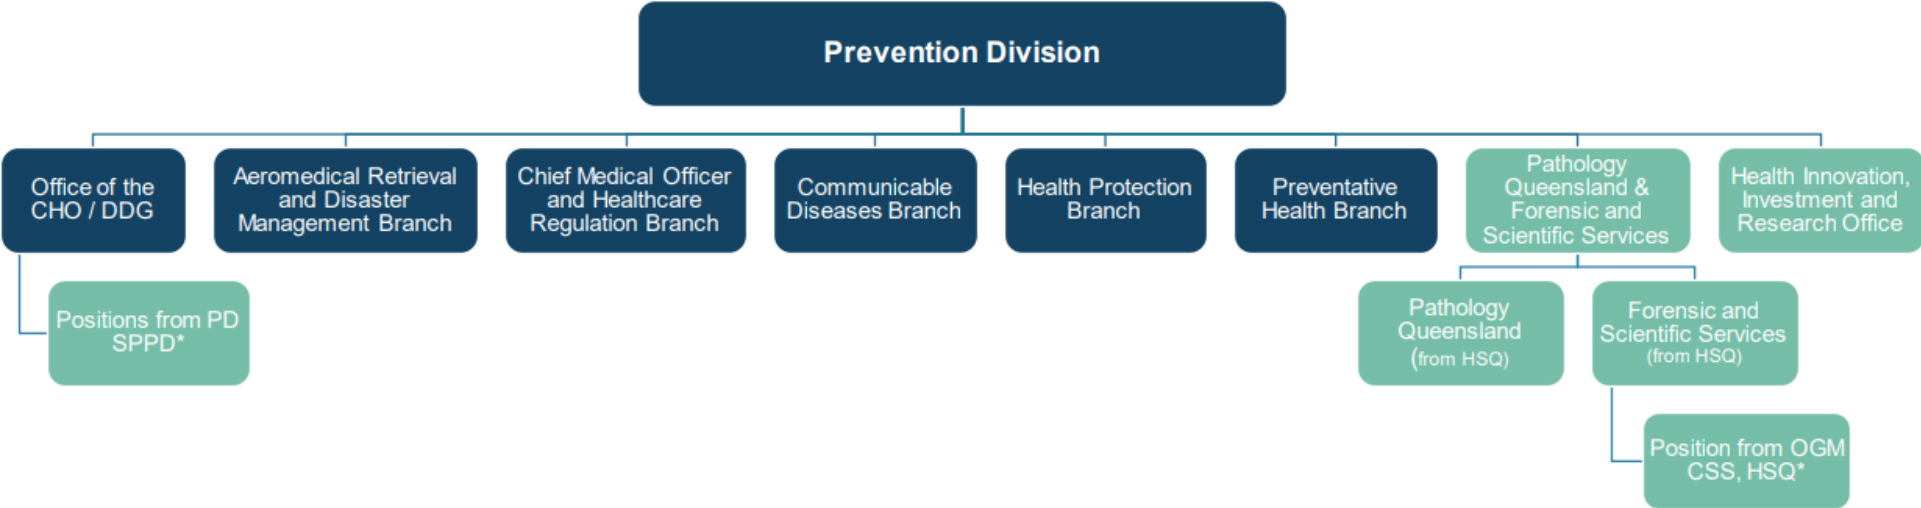 Prevention Division
Office of the
CHO / DDG
Aeromedical Retrieval
and Disaster
Management Branch
Chief Medical Officer
and Healthcare
Regulation Branch
Communicable
Diseases Branch
Health Protection
Branch
Preventative
Health Branch
Pathology
Queensland &
Forensic and
Scientific Services
Health Innovation,
Investment and
Research Office
Positions from PD
SPPD*
Pathology
Queensland
(from HSQ)
Forensic and
Scientific Services
(from HSQ)
Position from OGM
CSS, HSQ*